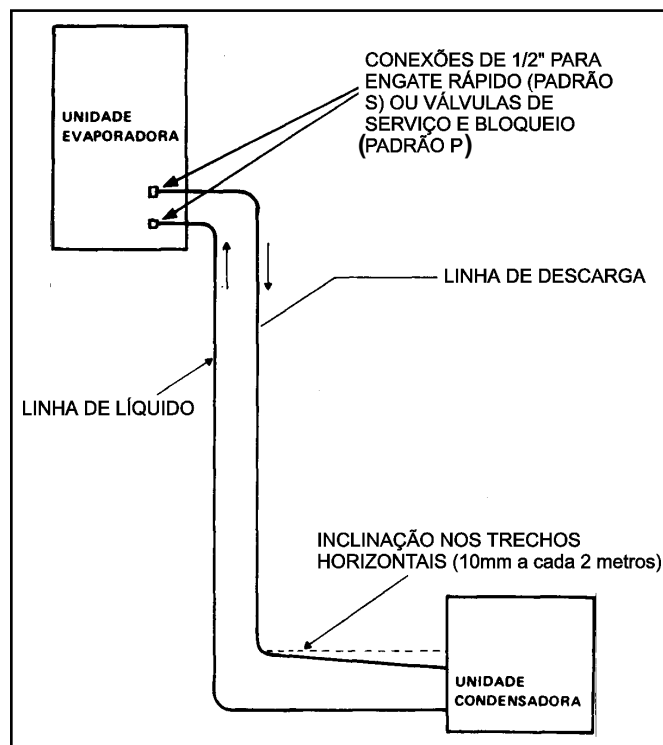 CONEXÕES DE 1/2" PARA
ENGATE RÁPIDO (PADRÃO
S) OU VÁLVULAS DE
SERVIÇO E BLOQUEIO
(PADRÃO P)
UNIDADE
EVAPORADORA
LINHA DE DESCARGA
LINHA DE LÍQUIDO
INCLINAÇÃO NOS TRECHOS
HORIZONTAIS (10mm a cada 2 metros)
UNIDADE
CONDENSADORA